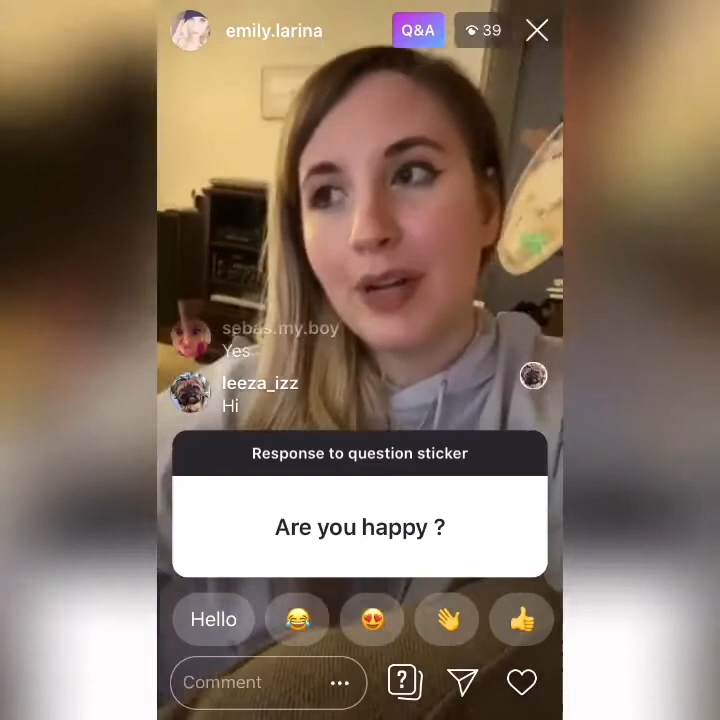 emily.larina
Q&A
39
sebas.my.boy
Yes
leeza_izz
Hi
Response to question sticker
Are you happy ?
Hello
Comment